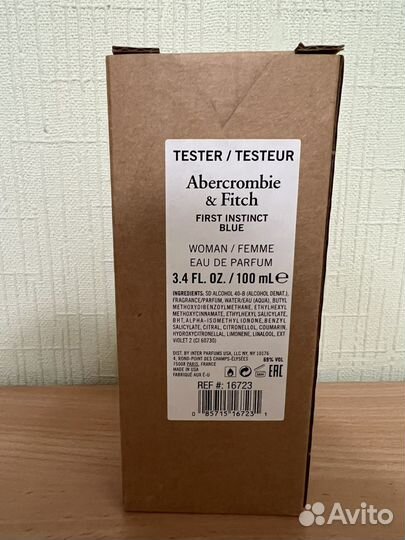 TESTER / TESTEUR
Abercrombie
& Fitch
FIRST INSTINCT
BLUE
WOMAN / FEMME
EAU DE PARFUM
3.4 FL. OZ. / 100 mL ℮
INGREDIENTS: SD ALCOHOL 40-B (ALCOHOL DENAT.),
FRAGRANCE/PARFUM, WATER/EAU (AQUA), BUTYL
METHOXYDIBENZOYLMETHANE, ETHYLHEXYL
METHOXYCINNAMATE, ETHYLHEXYL SALICYLATE,
BHT, ALPHA-ISOMETHYL IONONE, BENZYL
SALICYLATE, CITRAL, CITRONELLOL, COUMARIN,
HYDROXYCITRONELLAL, LIMONENE, LINALOOL, EXT
VIOLET 2 (CI 60730)
DIST. BY INTER PARFUMS USA, LLC NY, NY 10176
4, ROND-POINT DES CHAMPS-ELYSÉES
75008 PARIS, FRANCE
MADE IN USA
FABRIQUÉ AUX É-U
65% VOL
EAC
REF #: 16723
0 85715 16723 1
Avito